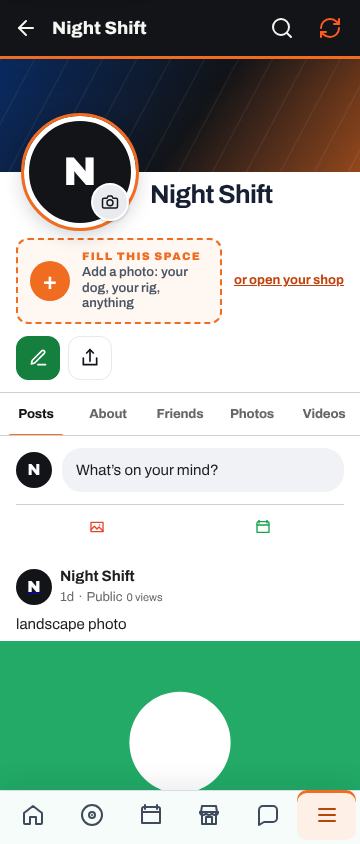 Night Shift
N
Night Shift
+
FILL THIS SPACE
Add a photo: your
dog, your rig,
anything
or open your shop
Posts
About
Friends
Photos
Videos
N
What's on your mind?
N
Night Shift
1d · Public 0 views
landscape photo